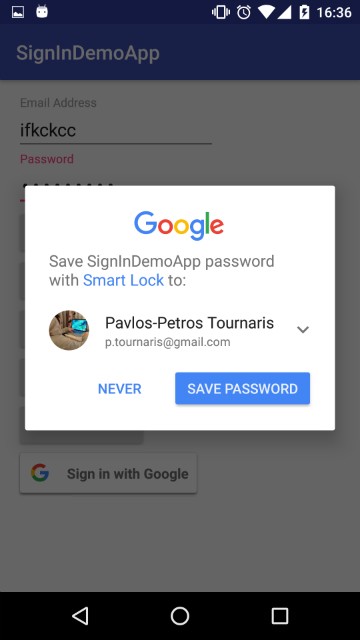 16:36
SignInDemoApp
Email Address
ifkckcc
Password
Google
Save SignInDemoApp password
with Smart Lock to:
Pavlos-Petros Tournaris
p.tournaris@gmail.com
NEVER
SAVE PASSWORD
Sign in with Google